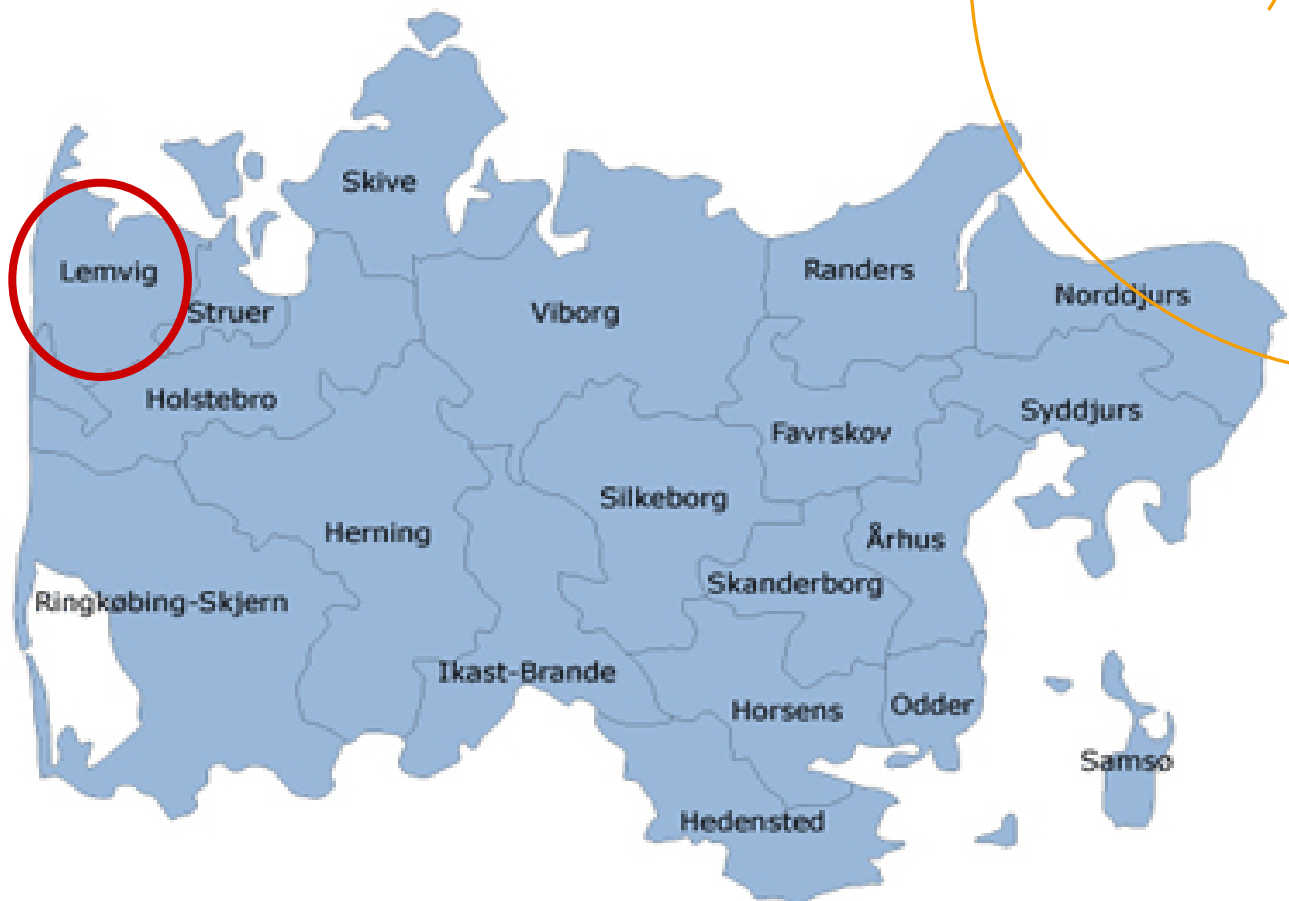 Skive
Lemvig
Struer
Viborg
Randers
Norddjurs
Holstebro
Syddjurs
Favrskov
Silkeborg
Herning
Århus
Skanderborg
Ringkøbing-Skjern
Ikast-Brande
Horsens
Odder
Samsø
Hedensted